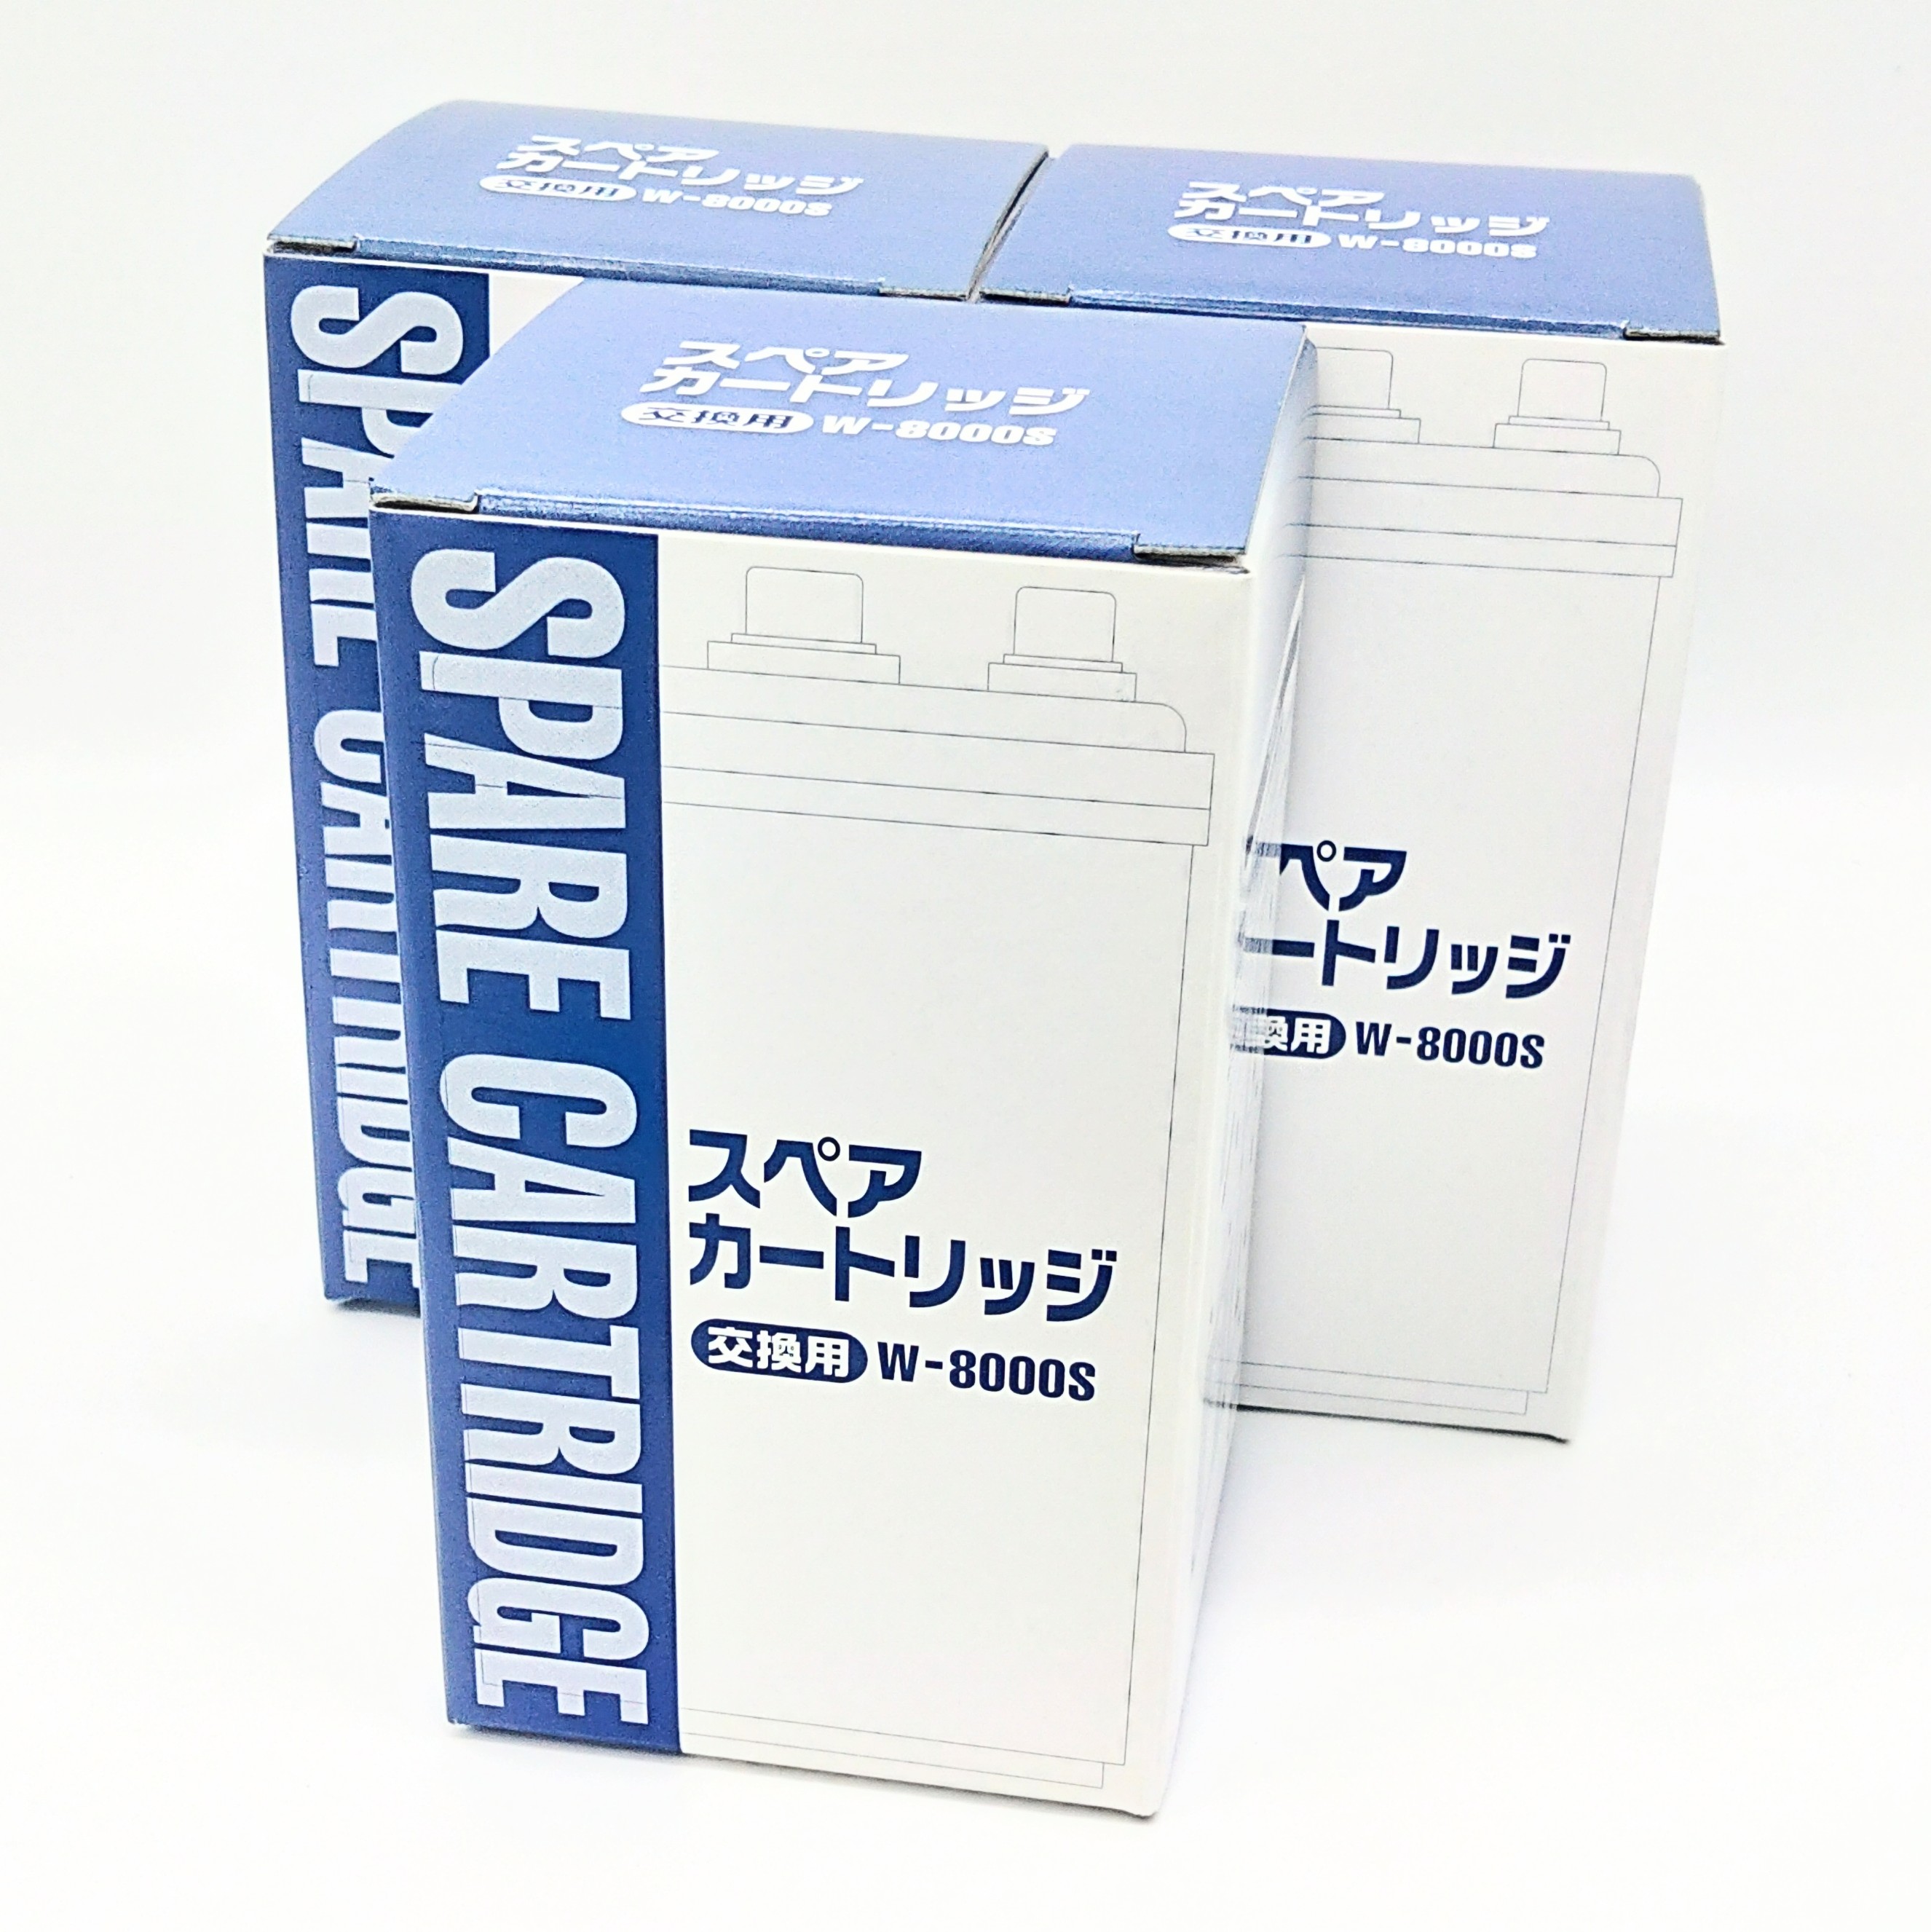 スペア
カートリッジ
交換用 W-8000S
スペア
カートリッジ
交換用 W-8000S
スペア
カートリッジ
交換用 W-8000S
SPARE CARTRIDGE
SPARE CARTRIDGE
スペア
カートリッジ
交換用 W-8000S
ペア
ートリッジ
換用 W-8000S